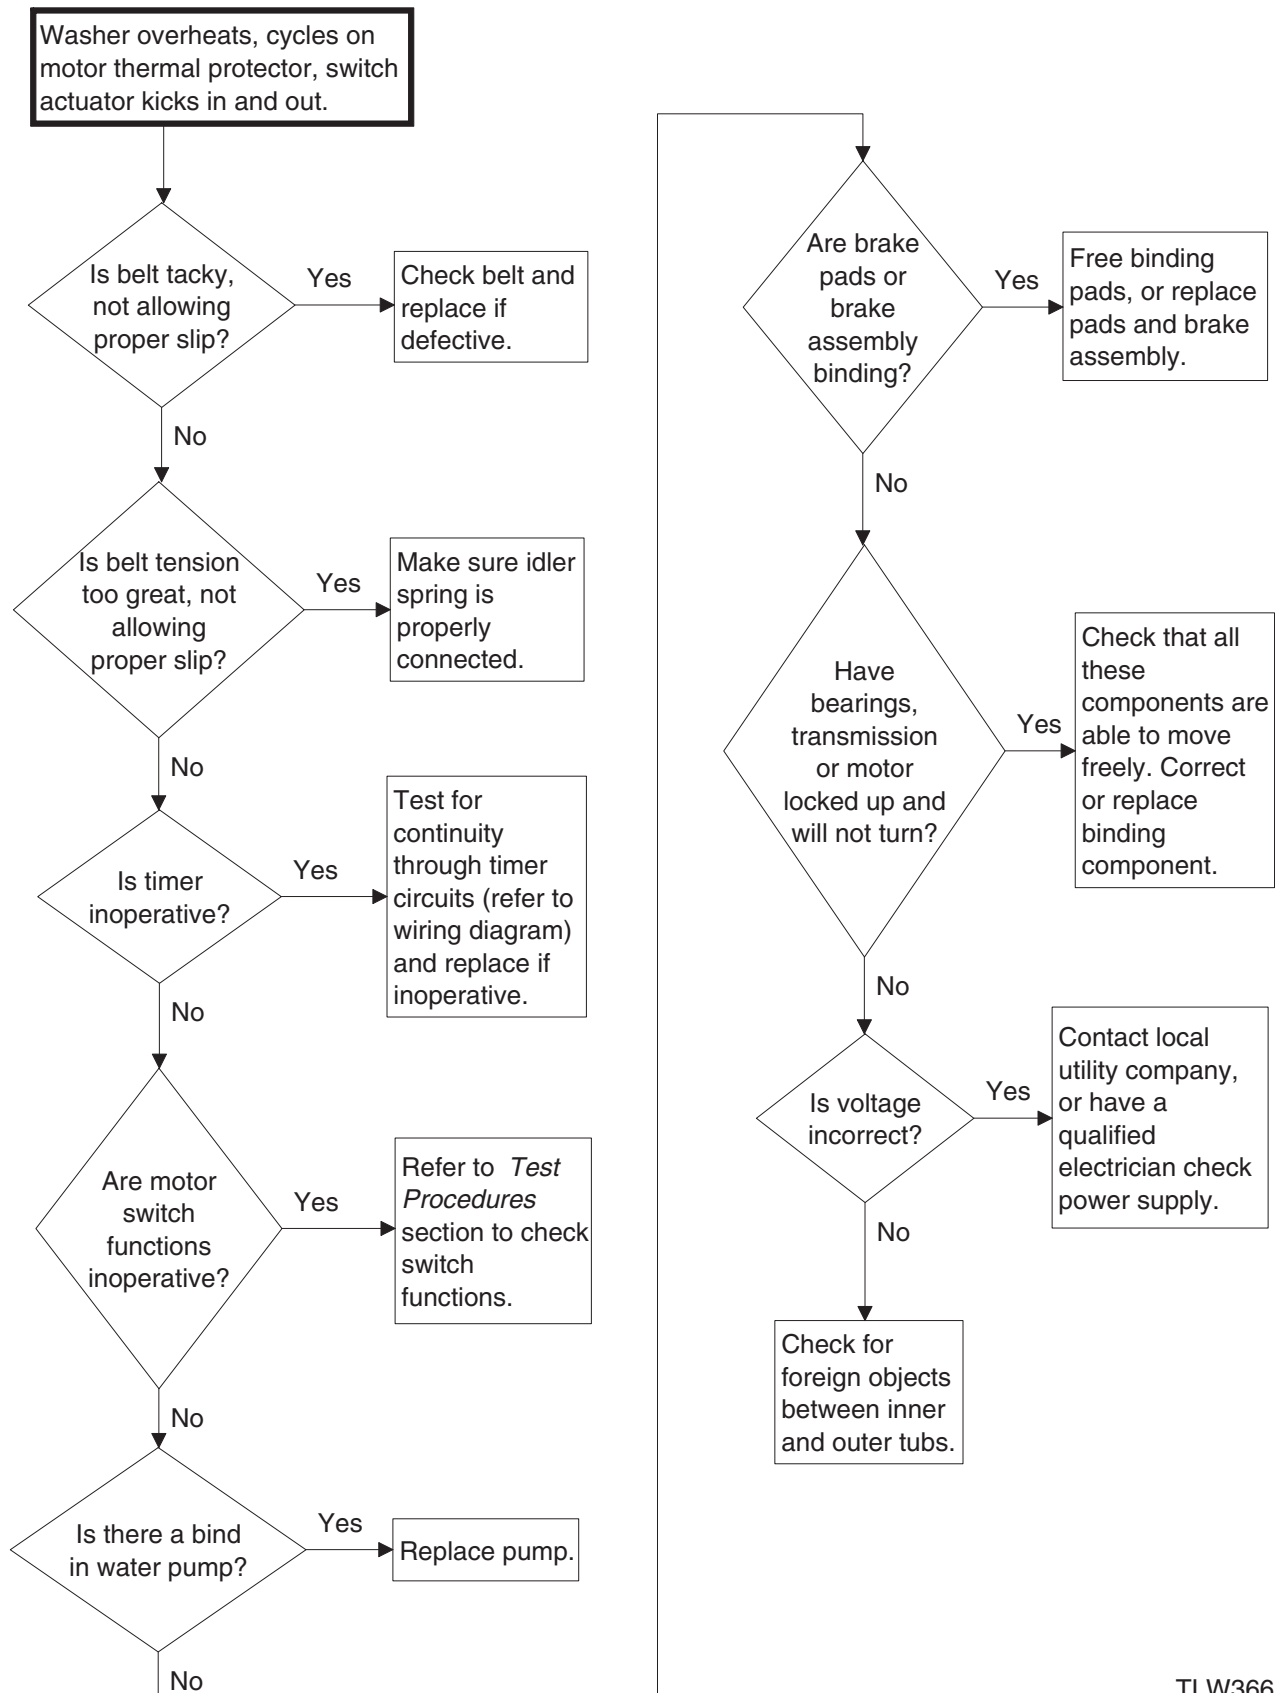 Washer overheats, cycles on
motor thermal protector, switch
actuator kicks in and out.
Is belt tacky,
not allowing
proper slip?
Yes
Check belt and
replace if
defective.
No
Is belt tension
too great, not
allowing
proper slip?
Yes
Make sure idler
spring is
properly
connected.
No
Is timer
inoperative?
Yes
Test for
continuity
through timer
circuits (refer to
wiring diagram)
and replace if
inoperative.
No
Are motor
switch
functions
inoperative?
Yes
Refer to Test
Procedures
section to check
switch
functions.
No
Is there a bind
in water pump?
Yes
Replace pump.
No
Are brake
pads or
brake
assembly
binding?
Yes
Free binding
pads, or replace
pads and brake
assembly.
No
Have
bearings,
transmission
or motor
locked up and
will not turn?
Yes
Check that all
these
components are
able to move
freely. Correct
or replace
binding
component.
No
Is voltage
incorrect?
Yes
Contact local
utility company,
or have a
qualified
electrician check
power supply.
No
Check for
foreign objects
between inner
and outer tubs.
TLW366